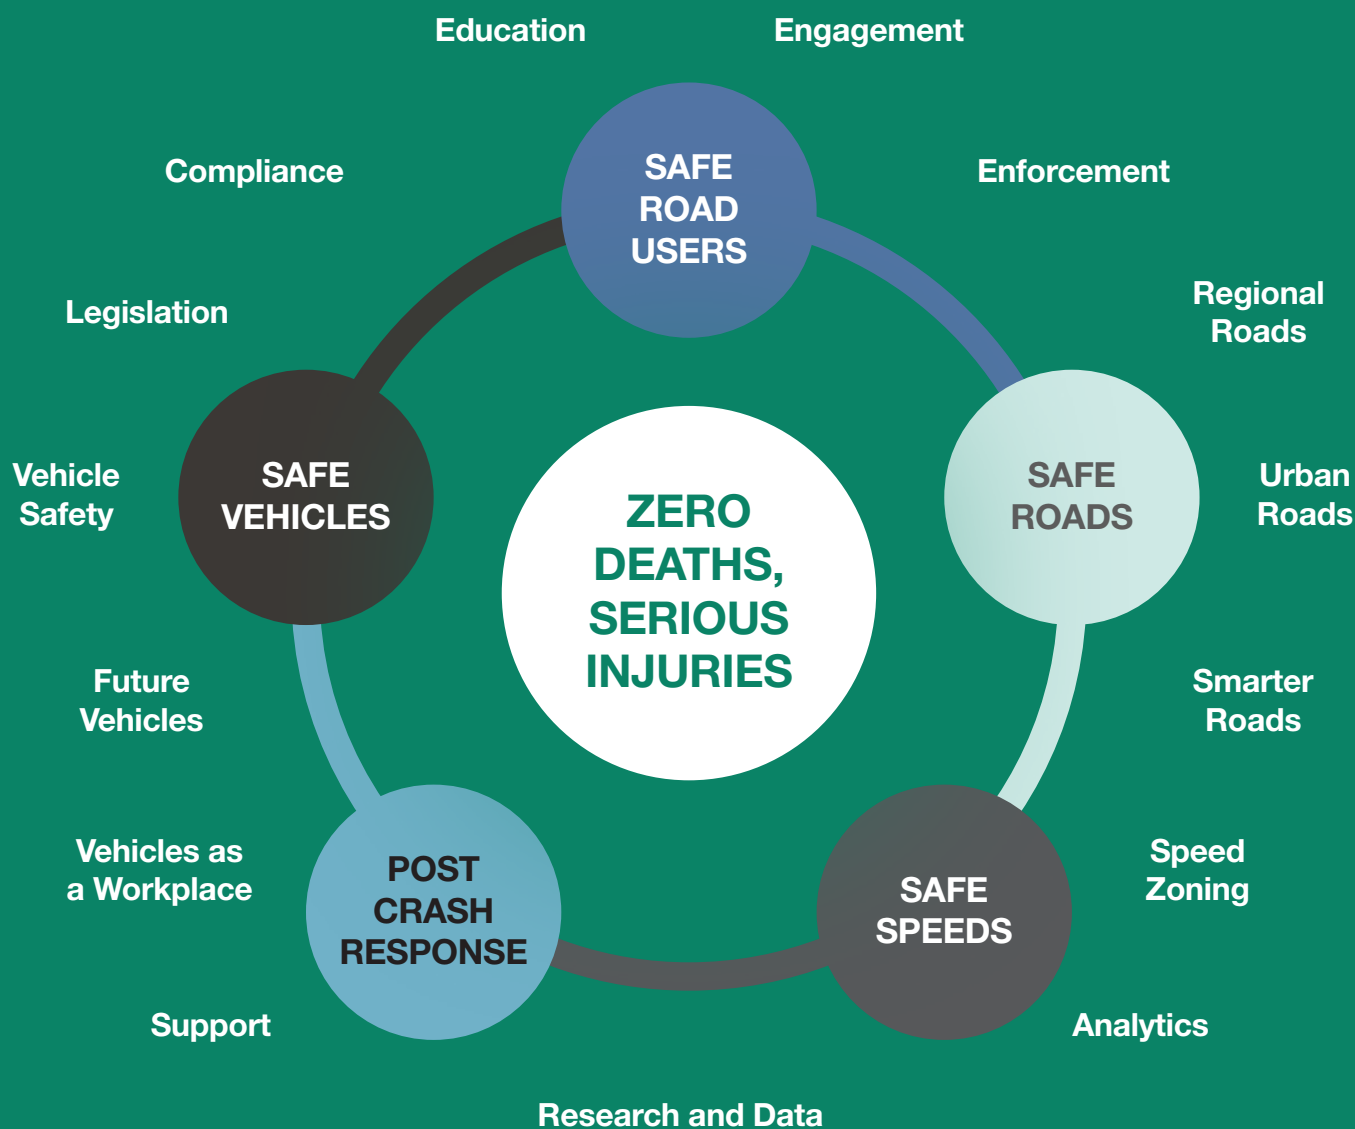 Education
Engagement
Compliance
SAFE
ROAD
USERS
Enforcement
Legislation
Regional
Roads
Vehicle
Safety
SAFE
VEHICLES
ZERO
DEATHS,
SERIOUS
INJURIES
SAFE
ROADS
Urban
Roads
Future
Vehicles
Smarter
Roads
Vehicles as
a Workplace
POST
CRASH
RESPONSE
SAFE
SPEEDS
Speed
Zoning
Support
Analytics
Research and Data